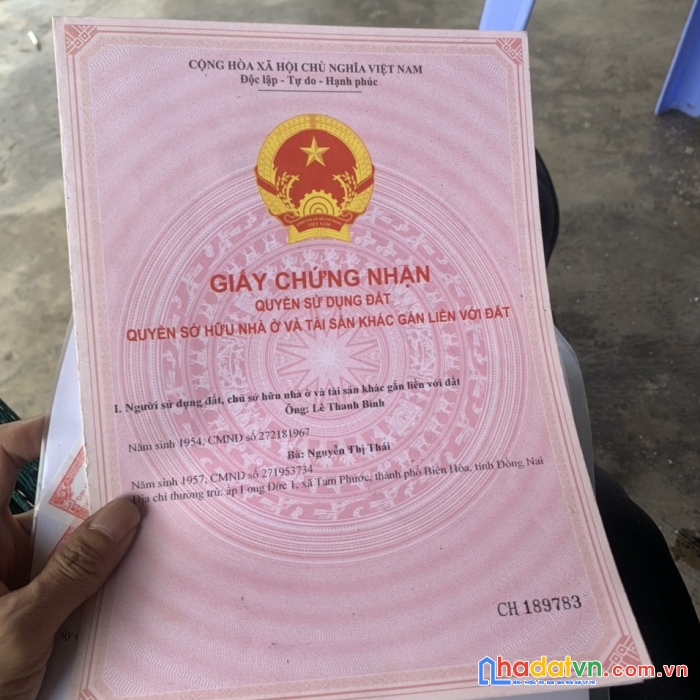 CỘNG HÒA XÃ HỘI CHỦ NGHĨA VIỆT NAM
Độc lập - Tự do - Hạnh phúc
VIỆT NAM
GIẤY CHỨNG NHẬN
QUYỀN SỬ DỤNG ĐẤT
QUYỀN SỞ HỮU NHÀ Ở VÀ TÀI SẢN KHÁC GẮN LIỀN VỚI ĐẤT
I. Người sử dụng đất, chủ sở hữu nhà ở và tài sản khác gắn liền với đất
Ông: Lê Thanh Bình
Năm sinh 1954, CMND số 272181967
Bà: Nguyễn Thị Thái
Năm sinh 1957, CMND số 271953734
Địa chỉ thường trú: ấp Long Đức 1, xã Tam Phước, thành phố Biên Hòa, tỉnh Đồng Nai
CH 189783
nhadatvn.com.vn